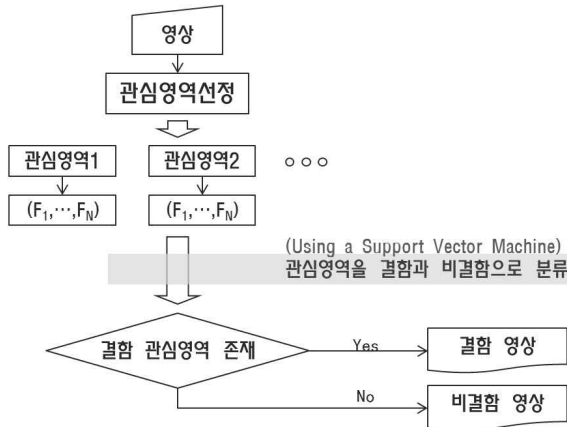 영상
관심영역선정
관심영역1
관심영역2
○○○
(F₁,⋯,F_N)
(F₁,⋯,F_N)
(Using a Support Vector Machine)
관심영역을 결함과 비결함으로 분류
결함 관심영역 존재
Yes
결함 영상
No
비결함 영상